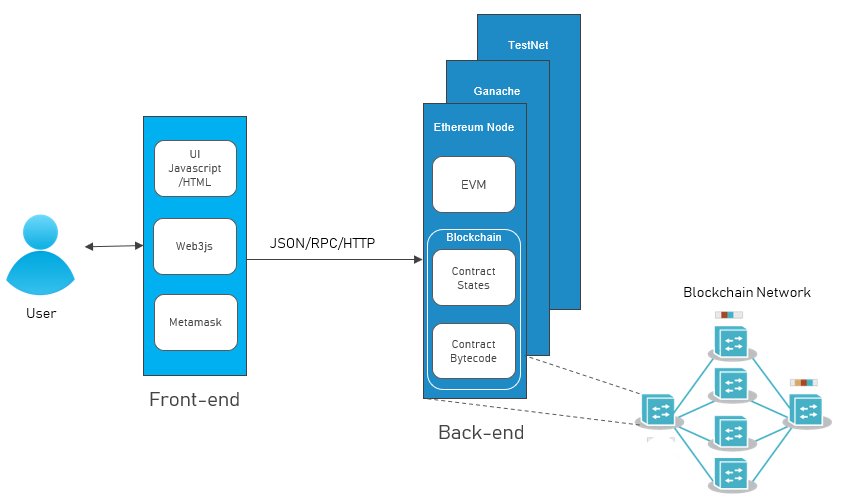 TestNet
Ganache
Ethereum Node
UI
Javascript
/HTML
EVM
Blockchain
Web3js
JSON/RPC/HTTP
Contract
States
User
Metamask
Contract
Bytecode
Front-end
Back-end
Blockchain Network